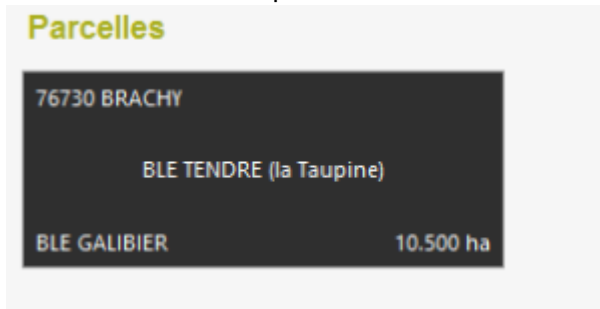 Parcelles
76730 BRACHY
BLE TENDRE (la Taupine)
BLE GALIBIER 10.500 ha